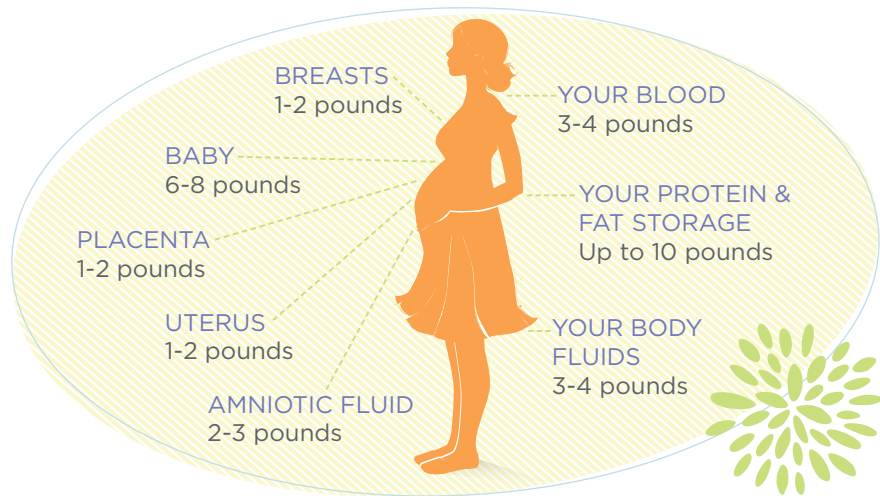 BREASTS
1-2 pounds
BABY
6-8 pounds
PLACENTA
1-2 pounds
UTERUS
1-2 pounds
AMNIOTIC FLUID
2-3 pounds
YOUR BLOOD
3-4 pounds
YOUR PROTEIN &
FAT STORAGE
Up to 10 pounds
YOUR BODY
FLUIDS
3-4 pounds